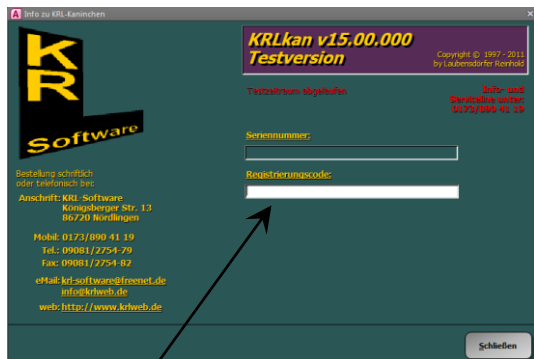 Info zu KRL-Kaninchen
KR
Software
KRLkan v15.00.000
Testversion
Copyright © 1997 - 2011
by Laubensdörfer Reinhold
Testzeitraum abgelaufen
Info- und
Serviceline unter:
0173/890 41 19
Seriennummer:
Registrierungscode:
Bestellung schriftlich
oder telefonisch bei:
Anschrift: KRL-Software
Königsberger Str. 13
86720 Nördlingen
Mobil: 0173/890 41 19
Tel.: 09081/2754-79
Fax: 09081/2754-82
eMail: krl-software@freenet.de
info@krlweb.de
web: http://www.krlweb.de
Schließen